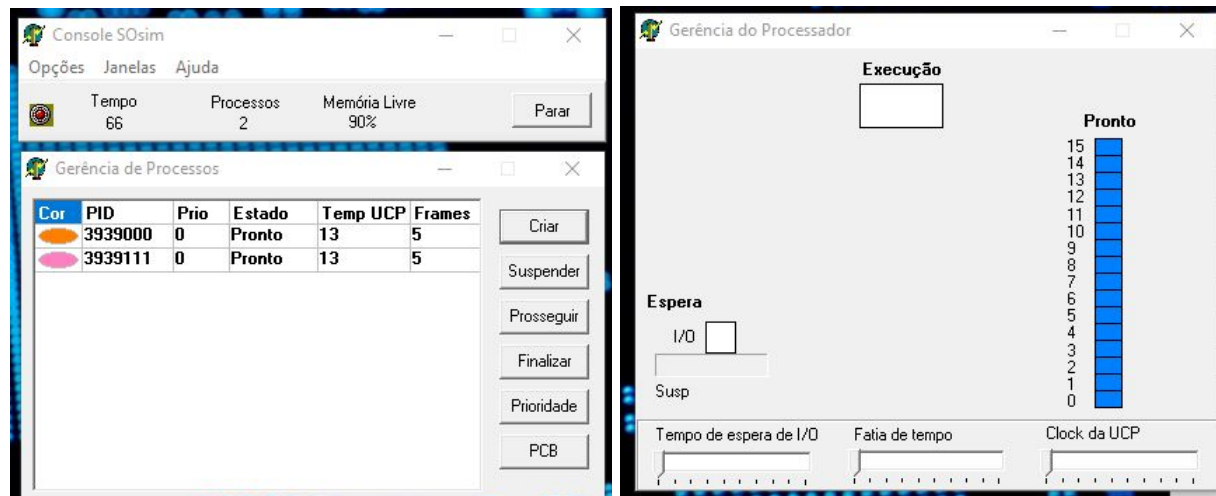 Console SOsim
Opções Janelas Ajuda
Tempo Processos Memória Livre
66 2 90%
Parar
Gerência de Processos
Cor PID Prio Estado Temp UCP Frames
3939000 0 Pronto 13 5
3939111 0 Pronto 13 5
Criar
Suspender
Prosseguir
Finalizar
Prioridade
PCB
Gerência do Processador
Execução
Pronto
15
14
13
12
11
10
9
8
7
6
5
4
3
2
1
0
Espera
I/O
Susp
Tempo de espera de I/O Fatia de tempo Clock da UCP